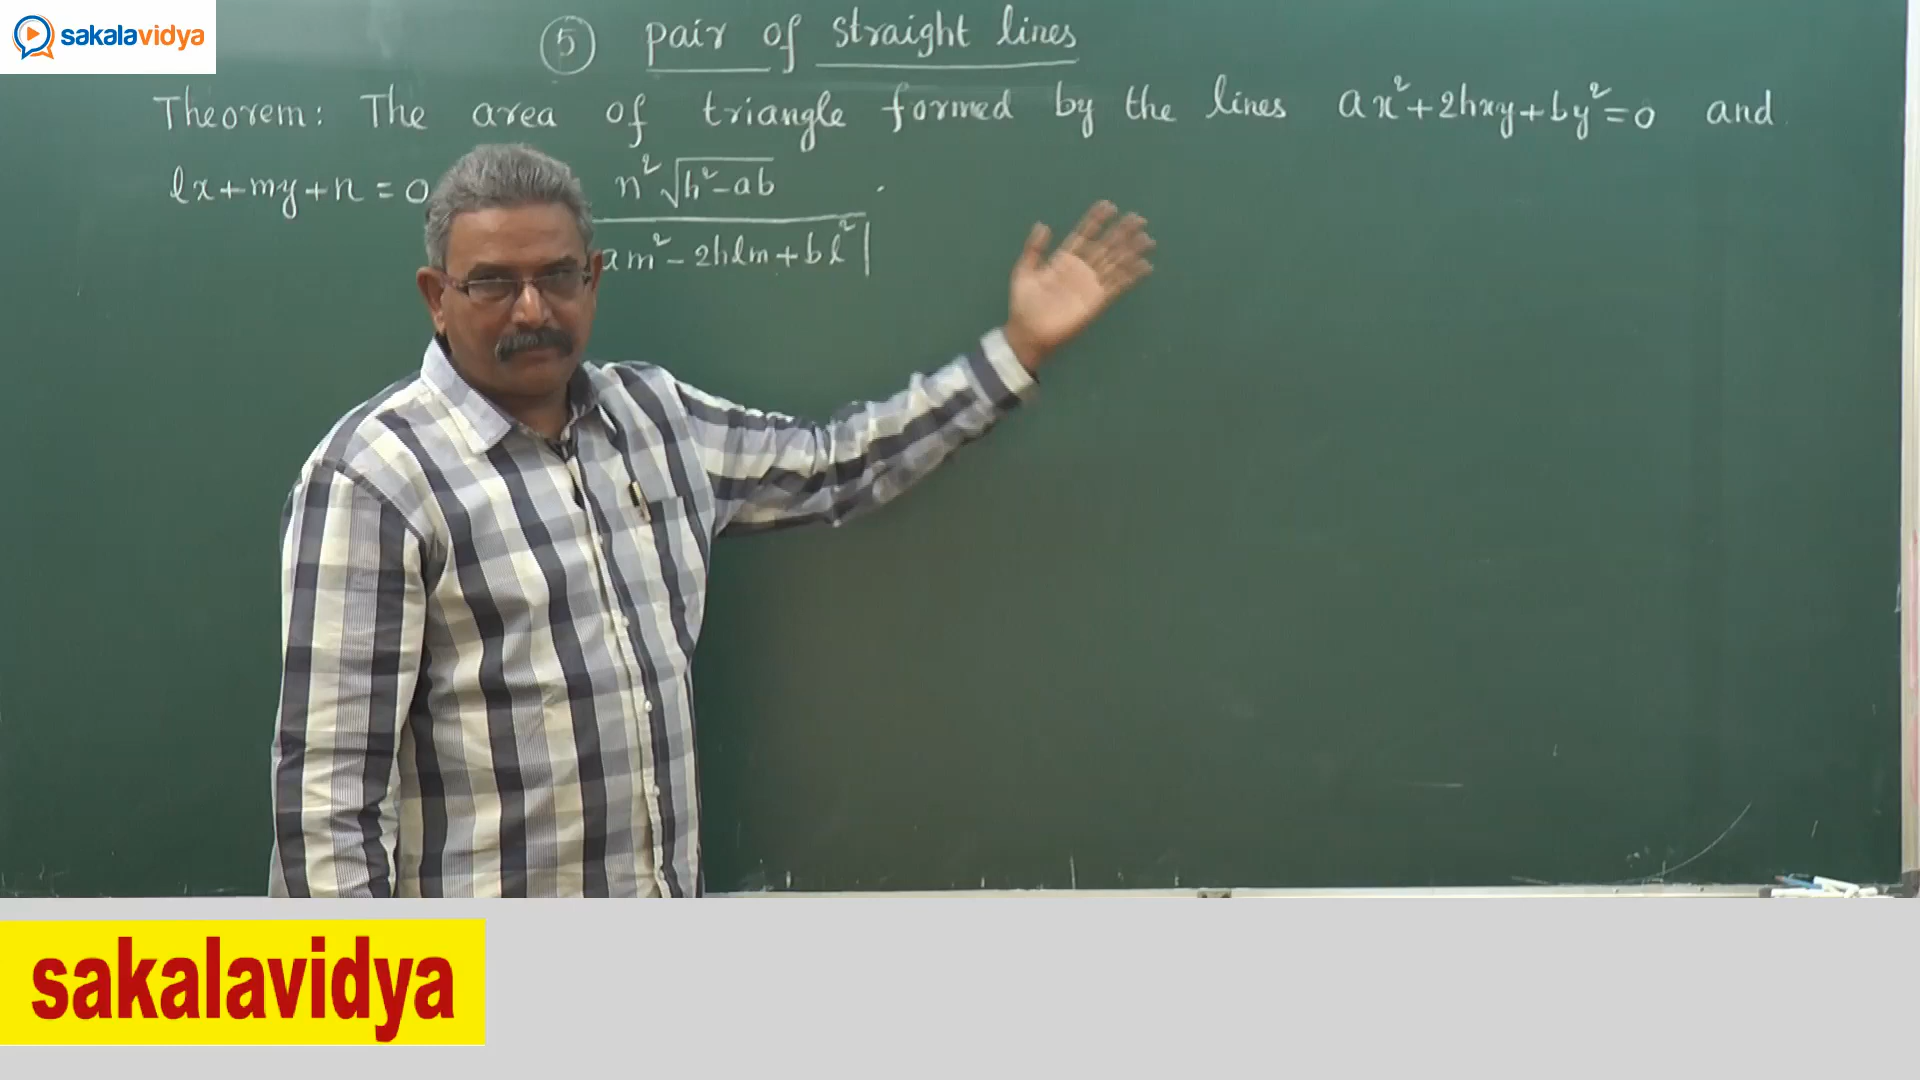 sakalavidya
5 pair of straight lines
Theorem: The area of triangle formed by the lines ax²+2hxy+by²=0 and
lx+my+n=0 n²√h²-ab .
am²-2hlm+bl²|
sakalavidya